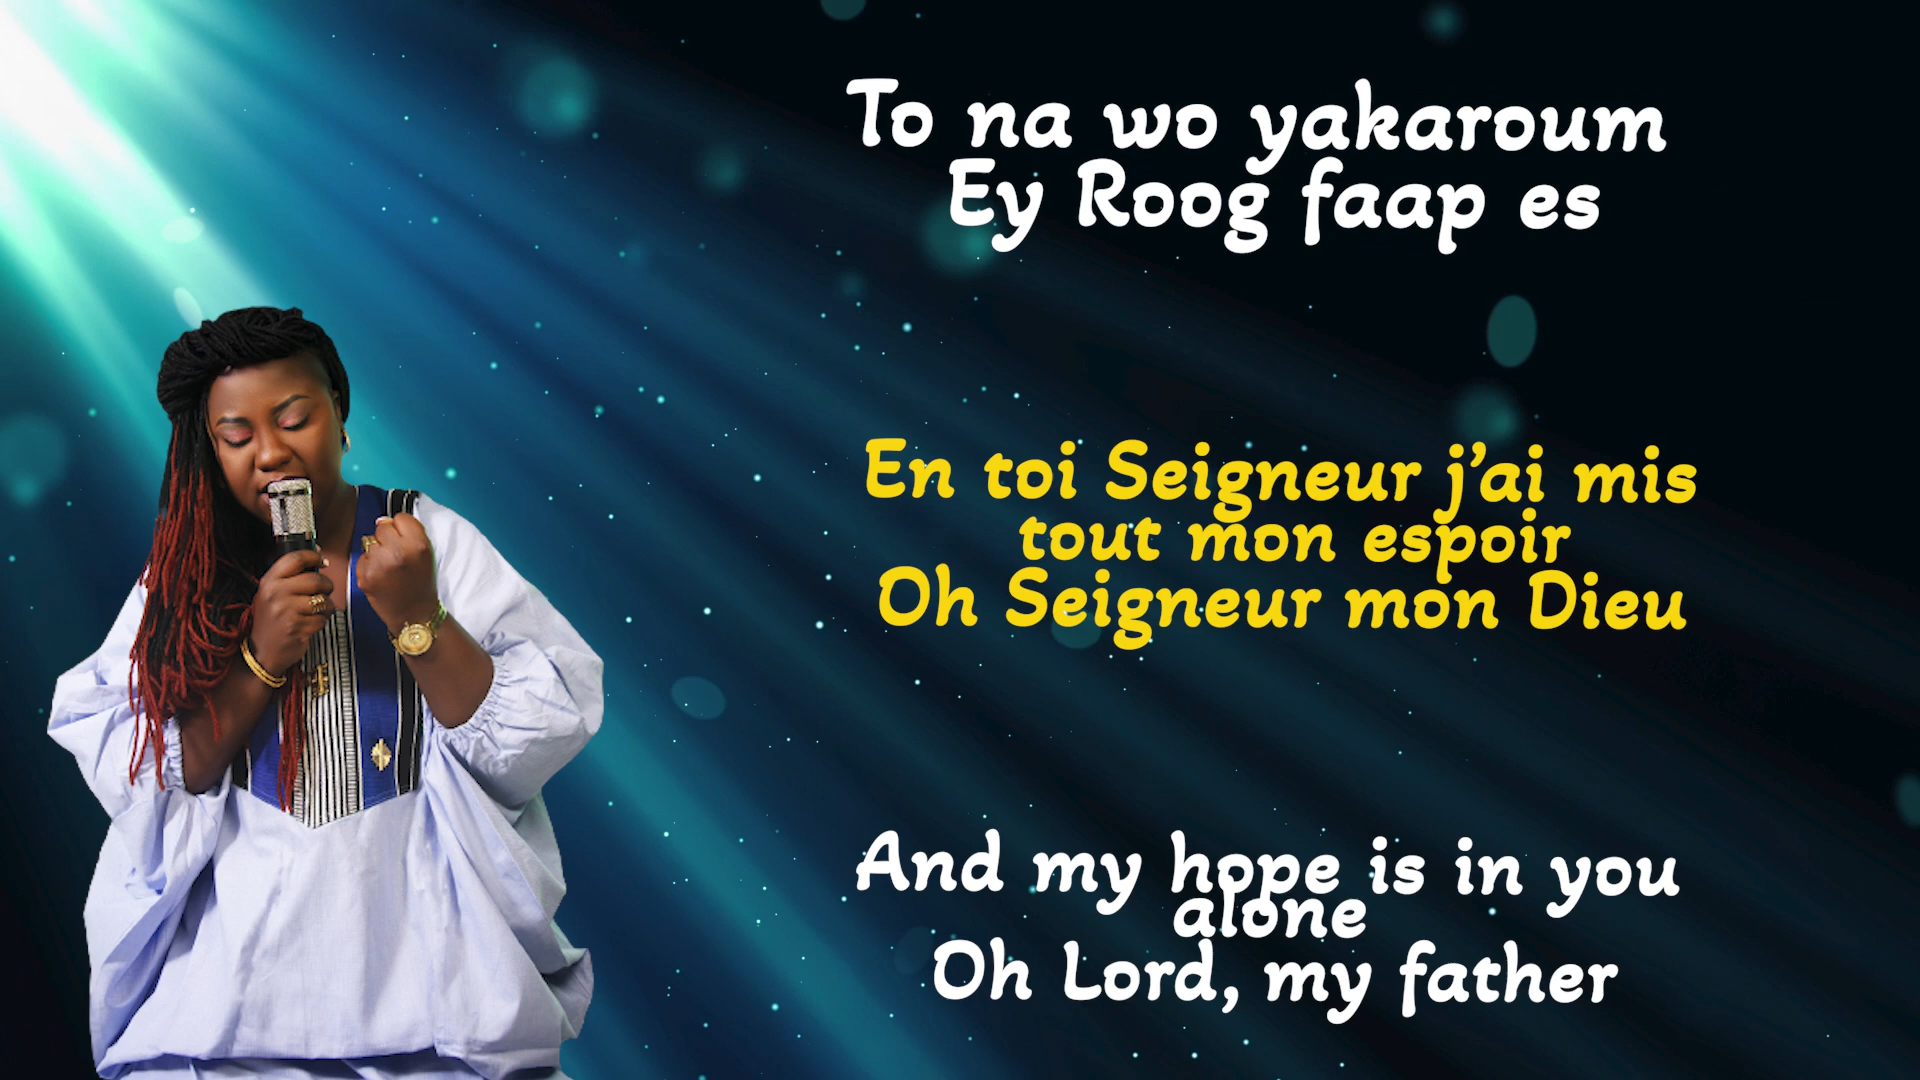 To na wo yakaroum
Ey Roog faap es
En toi Seigneur j'ai mis
tout mon espoir
Oh Seigneur mon Dieu
And my hope is in you
alone
Oh Lord, my father